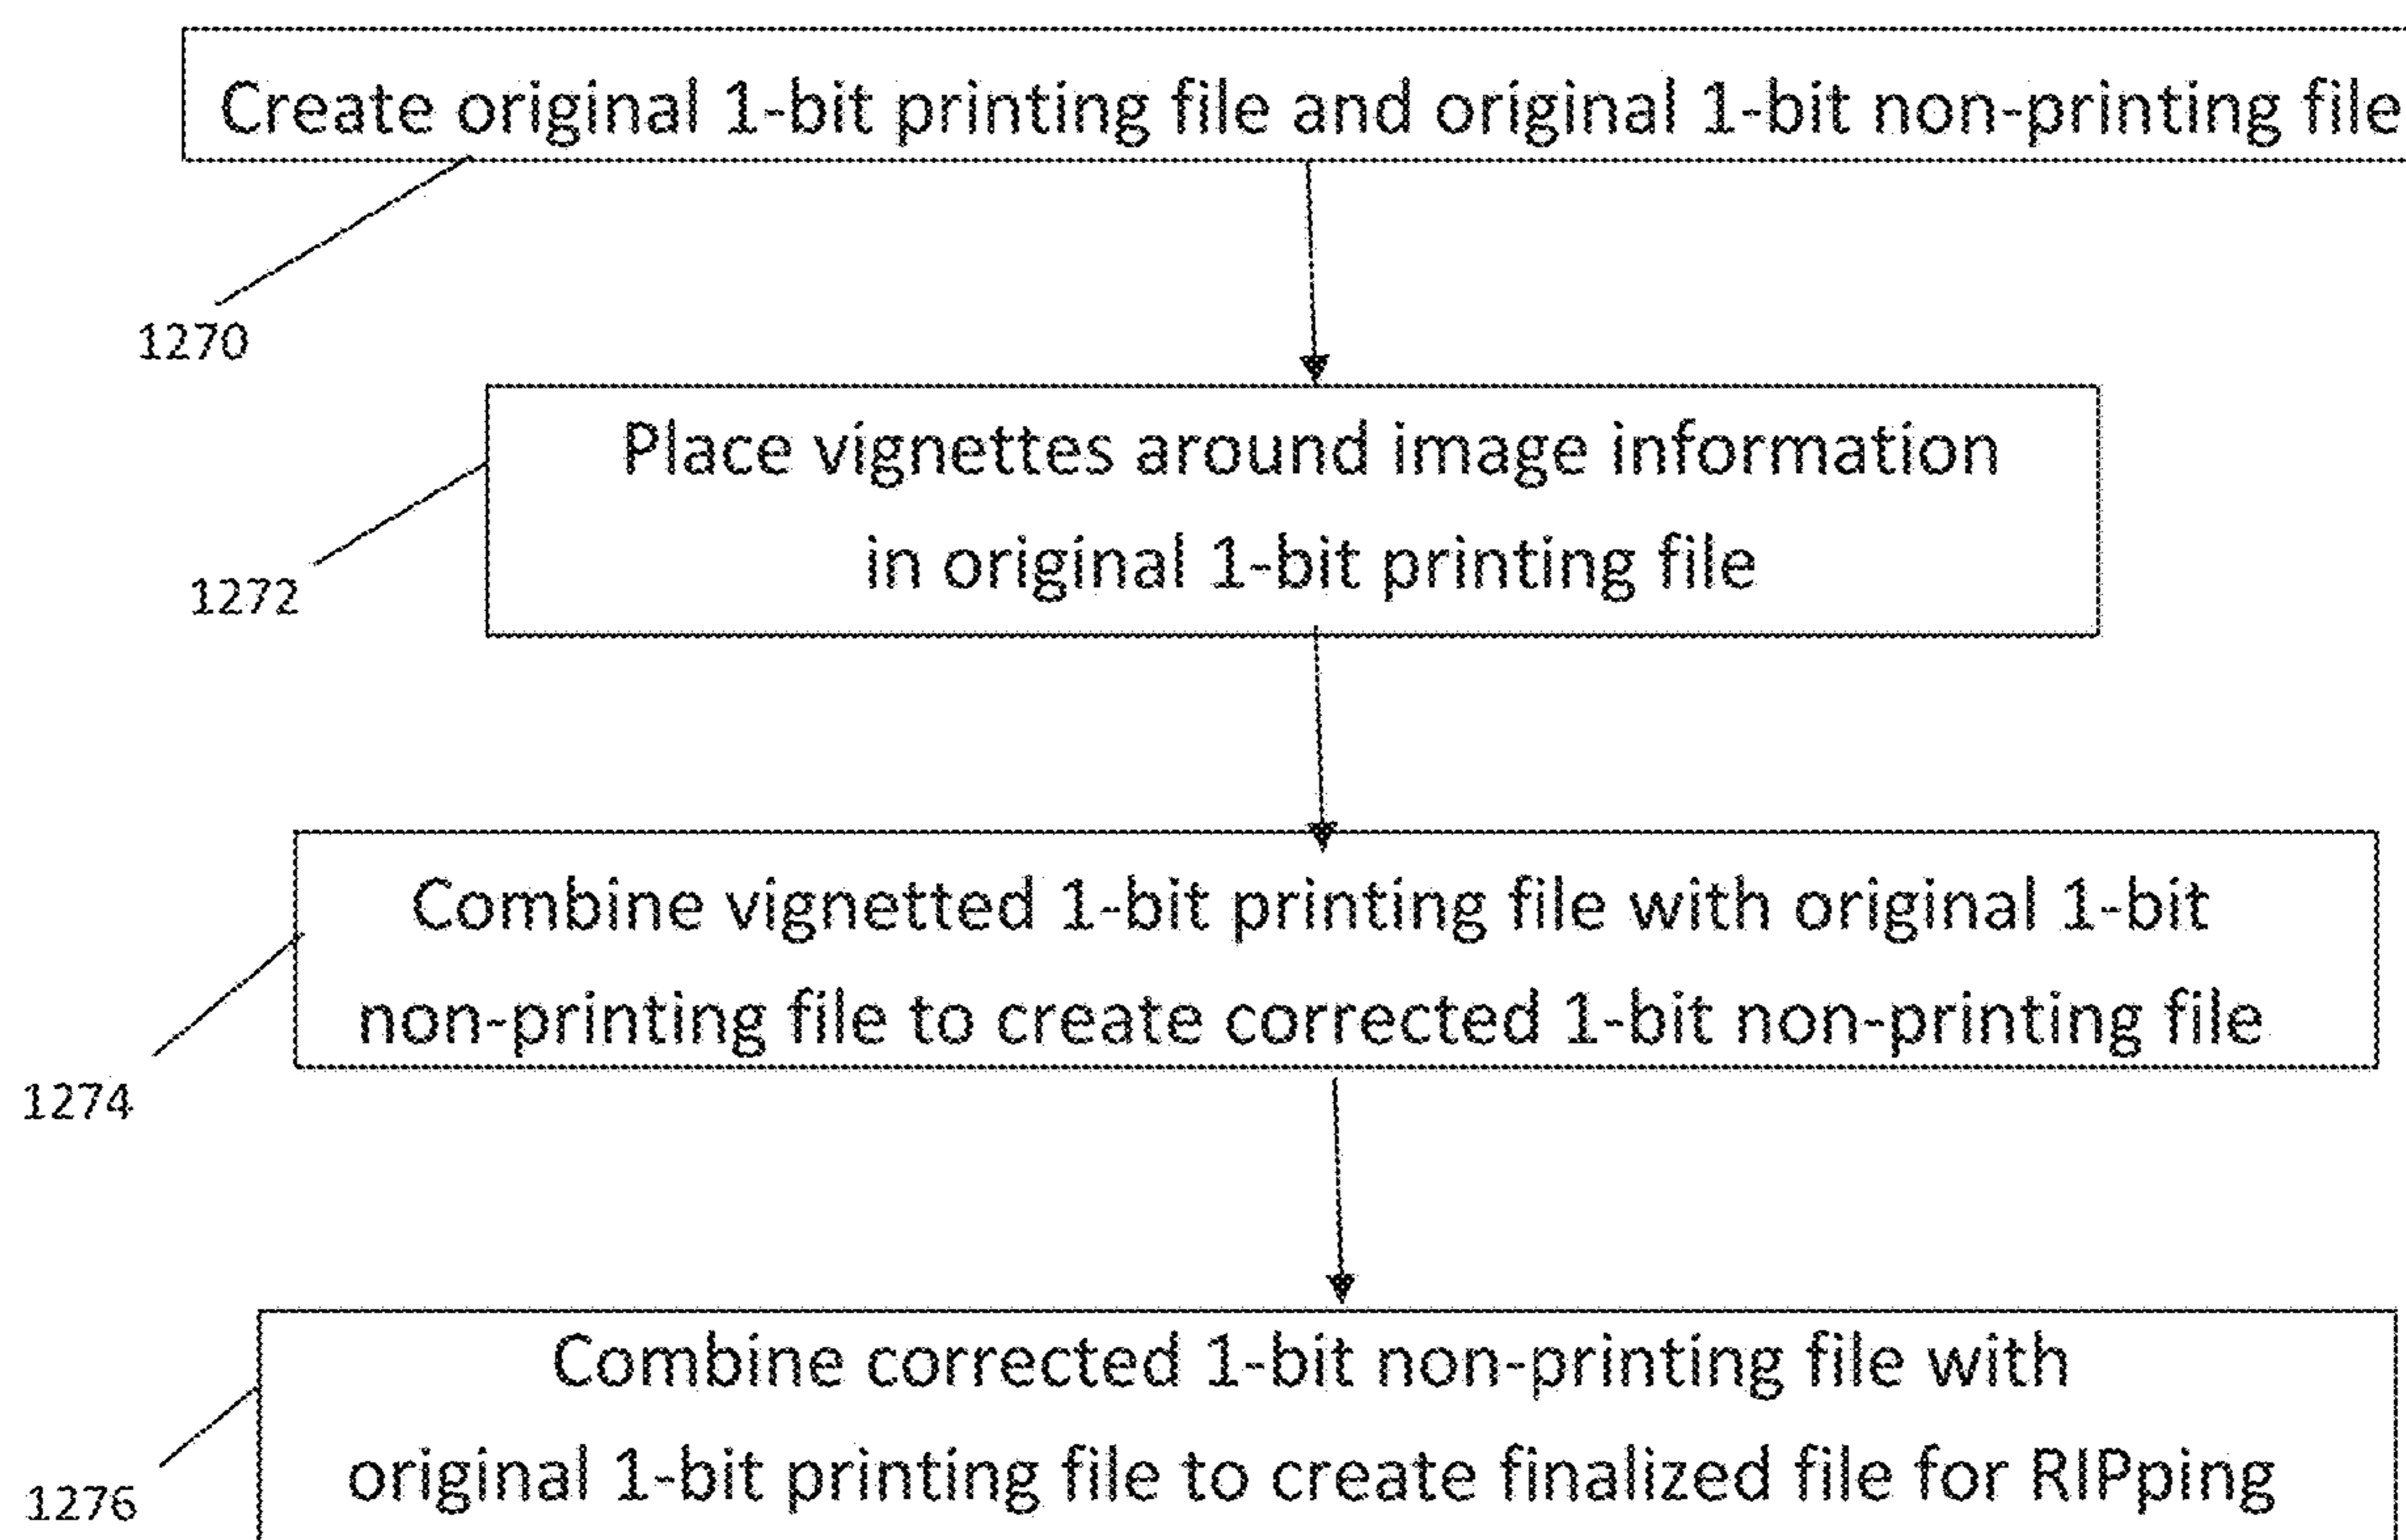 Create original 1-bit printing file and original 1-bit non-printing file
1270
Place vignettes around image information
in original 1-bit printing file
1272
Combine vignetted 1-bit printing file with original 1-bit
non-printing file to create corrected 1-bit non-printing file
1274
Combine corrected 1-bit non-printing file with
original 1-bit printing file to create finalized file for RIPping
1276